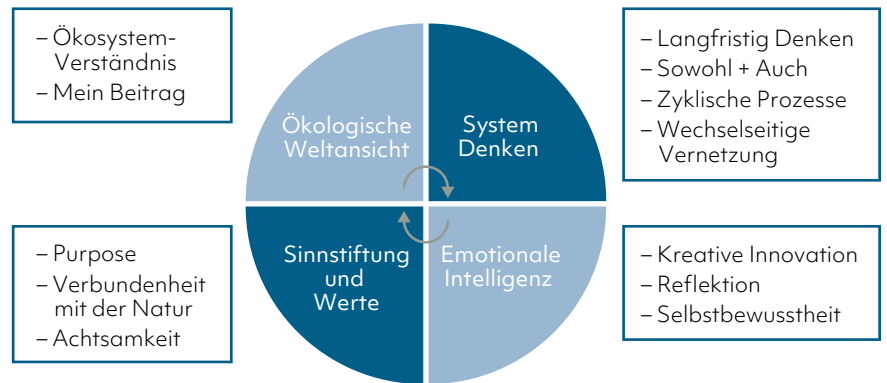 – Ökosystem-
Verständnis
– Mein Beitrag
Ökologische
Weltansicht
System
Denken
– Langfristig Denken
– Sowohl + Auch
– Zyklische Prozesse
– Wechselseitige
Vernetzung
– Purpose
– Verbundenheit
mit der Natur
– Achtsamkeit
Sinnstiftung
und
Werte
Emotionale
Intelligenz
– Kreative Innovation
– Reflektion
– Selbstbewusstheit